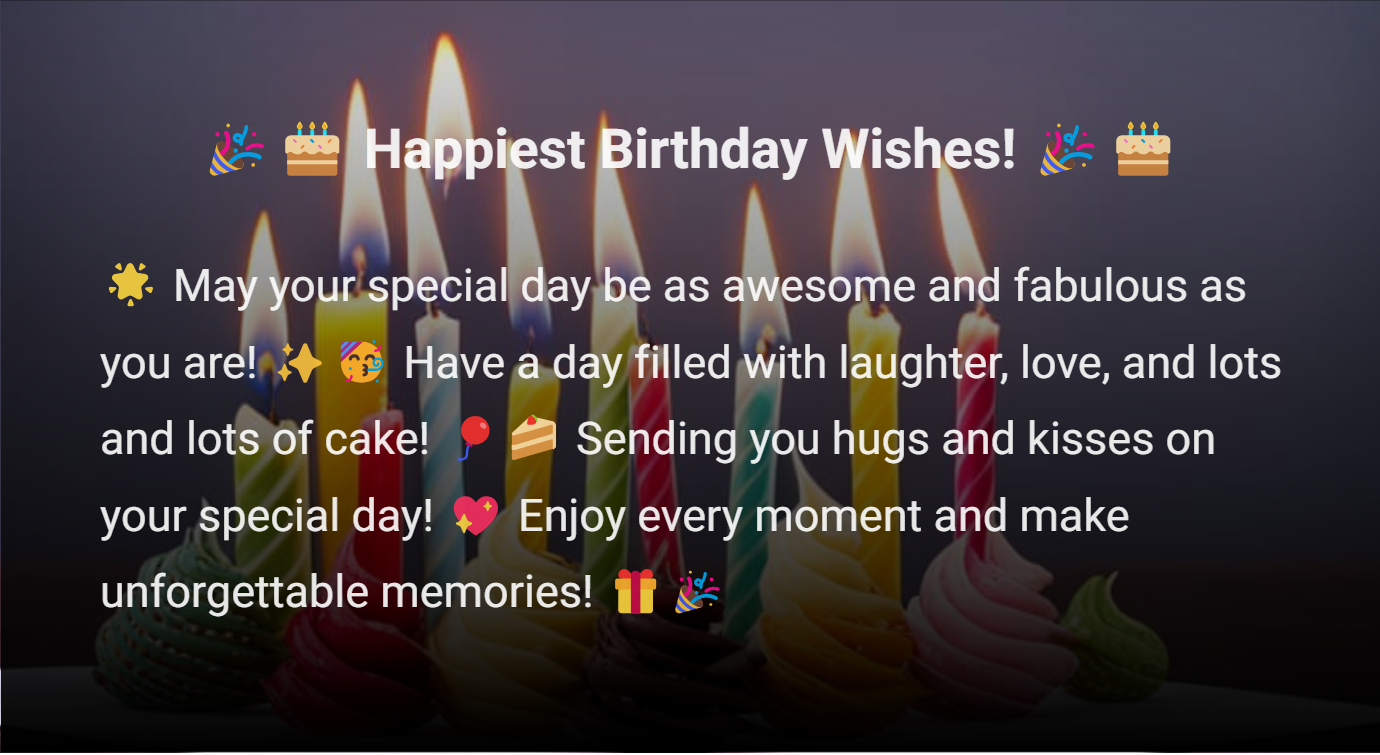 🎉 🎂 Happiest Birthday Wishes! 🎉 🎂
🌟 May your special day be as awesome and fabulous as
you are! ✨ 🥳 Have a day filled with laughter, love, and lots
and lots of cake! 🎈 🍰 Sending you hugs and kisses on
your special day! 💖 Enjoy every moment and make
unforgettable memories! 🎁 🎉